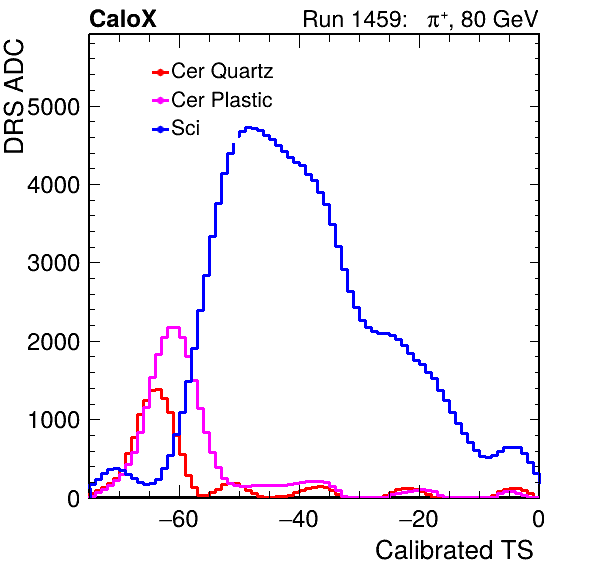 CaloX Run 1459: π⁺, 80 GeV
DRS ADC
Cer Quartz
Cer Plastic
Sci
5000
4000
3000
2000
1000
0
−60 −40 −20 0
Calibrated TS